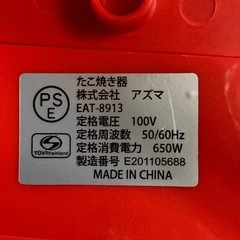 たこ焼き器
株式会社 アズマ
EAT-8913
定格電圧 100V
定格周波数 50/60Hz
定格消費電力 650W
製造番号 E201105688
MADE IN CHINA
PS
E
TÜVRheinland